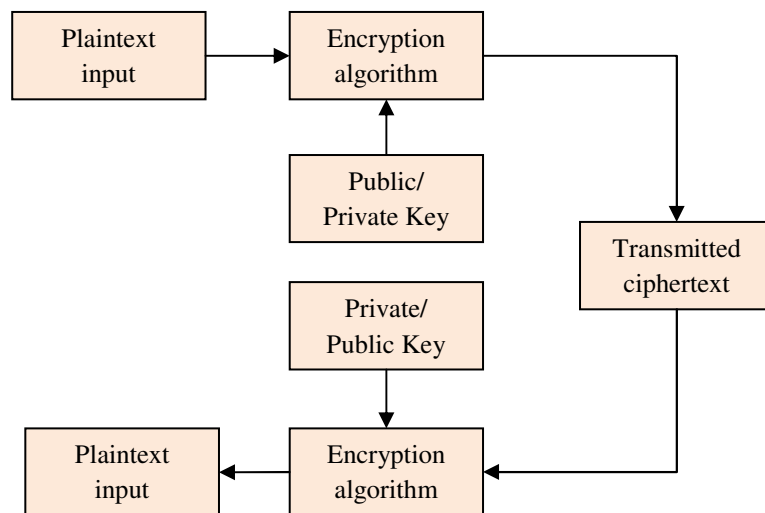 Plaintext
input
Encryption
algorithm
Public/
Private Key
Transmitted
ciphertext
Private/
Public Key
Plaintext
input
Encryption
algorithm